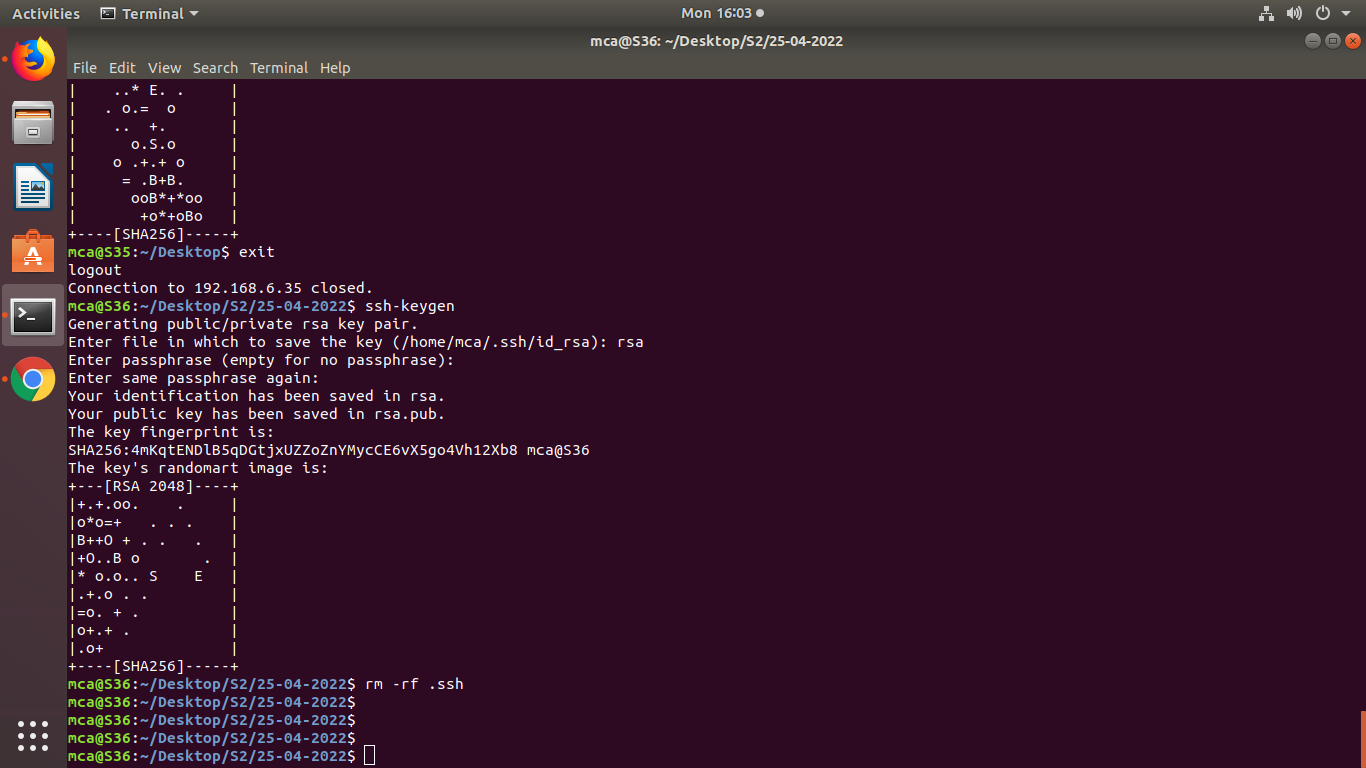 Activities Terminal Mon 16:03
mca@S36: ~/Desktop/S2/25-04-2022
File Edit View Search Terminal Help
|    ..* E. .     |
|   . o.=  o      |
|    ..  +.       |
|      o.S.o      |
|    o .+.+ o     |
|     = .B+B.     |
|      ooB*+*oo   |
|       +o*+oBo   |
+----[SHA256]-----+
mca@S35:~/Desktop$ exit
logout
Connection to 192.168.6.35 closed.
mca@S36:~/Desktop/S2/25-04-2022$ ssh-keygen
Generating public/private rsa key pair.
Enter file in which to save the key (/home/mca/.ssh/id_rsa): rsa
Enter passphrase (empty for no passphrase):
Enter same passphrase again:
Your identification has been saved in rsa.
Your public key has been saved in rsa.pub.
The key fingerprint is:
SHA256:4mKqtENDlB5qDGtjxUZZoZnYMycCE6vX5go4Vh12Xb8 mca@S36
The key's randomart image is:
+---[RSA 2048]----+
|+.+.oo.    .     |
|o*o=+   . . .    |
|B++O + . .   .   |
|+O..B o       .  |
|* o.o.. S    E   |
|.+.o . .         |
|=o. + .          |
|o+.+ .           |
|.o+              |
+----[SHA256]-----+
mca@S36:~/Desktop/S2/25-04-2022$ rm -rf .ssh
mca@S36:~/Desktop/S2/25-04-2022$
mca@S36:~/Desktop/S2/25-04-2022$
mca@S36:~/Desktop/S2/25-04-2022$
mca@S36:~/Desktop/S2/25-04-2022$